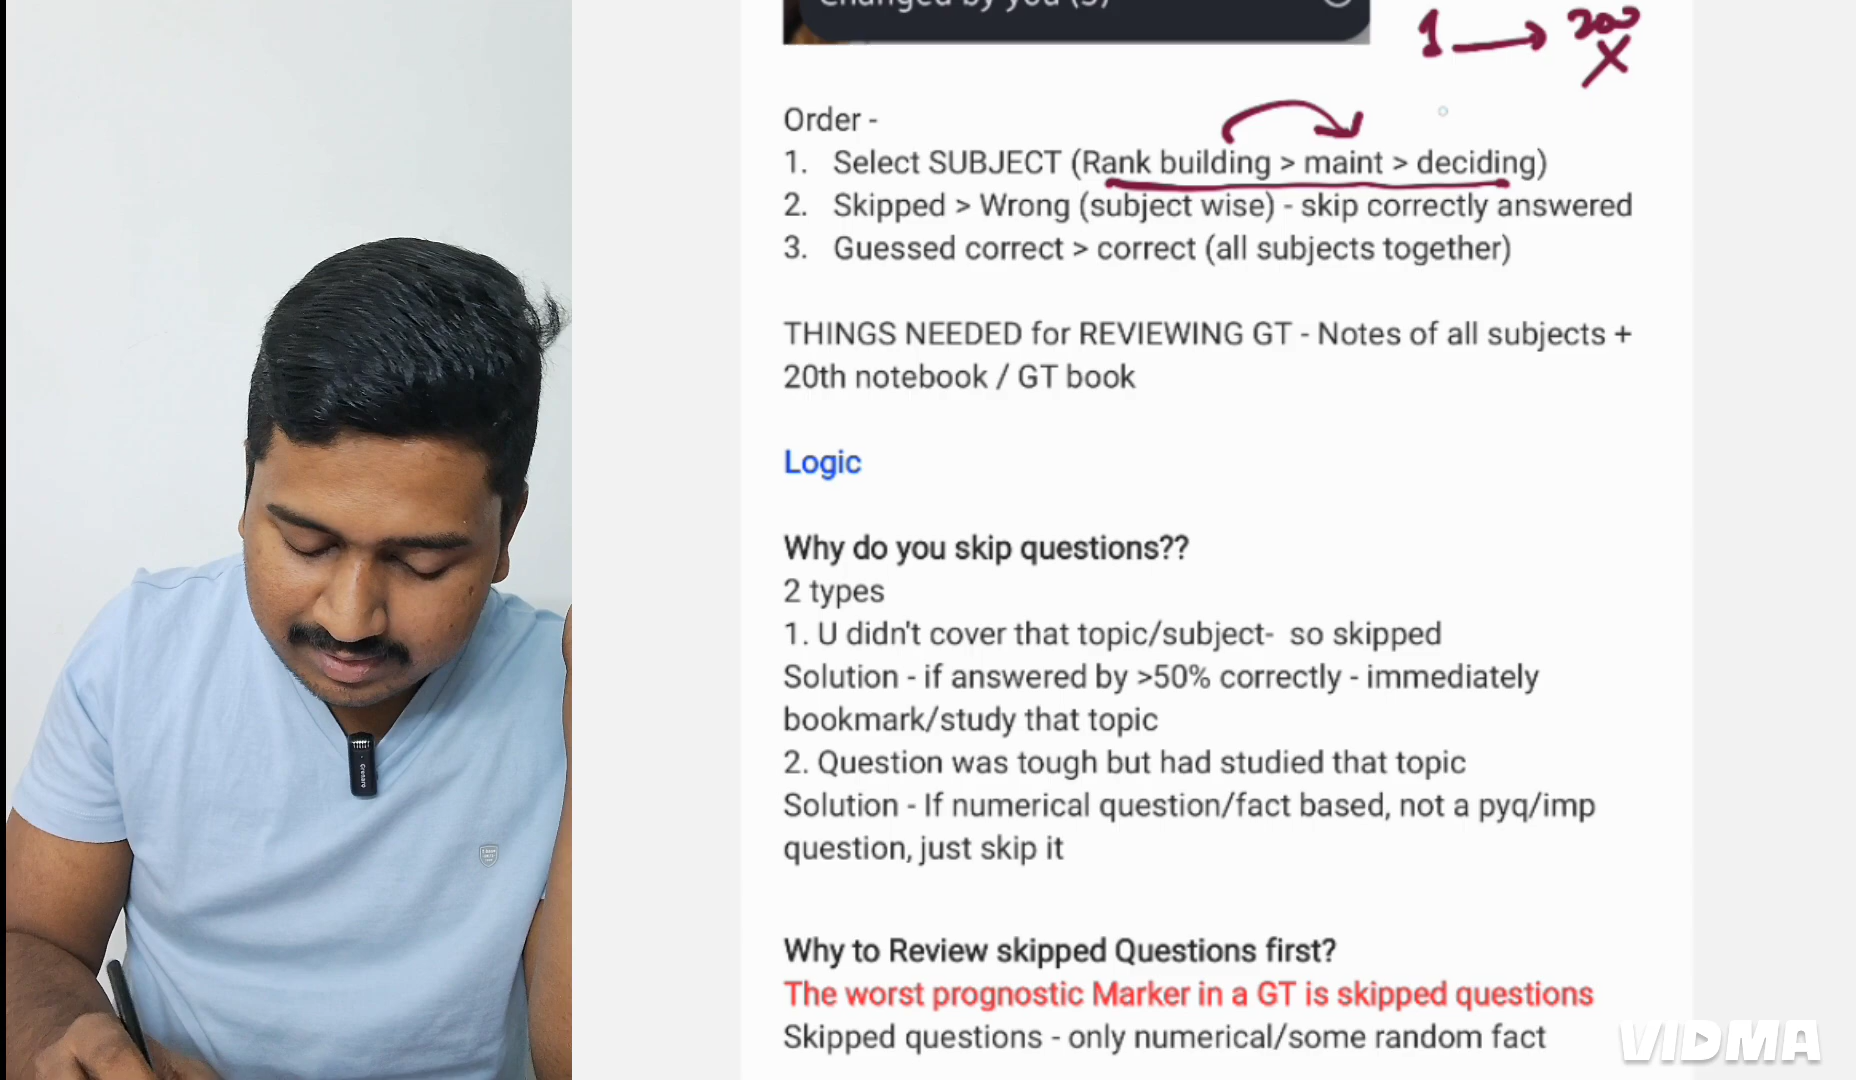 Changed by you (3)
1 → 200
X
Order -
1. Select SUBJECT (Rank building > maint > deciding)
2. Skipped > Wrong (subject wise) - skip correctly answered
3. Guessed correct > correct (all subjects together)
THINGS NEEDED for REVIEWING GT - Notes of all subjects +
20th notebook / GT book
Logic
Why do you skip questions??
2 types
1. U didn't cover that topic/subject- so skipped
Solution - if answered by >50% correctly - immediately
bookmark/study that topic
2. Question was tough but had studied that topic
Solution - If numerical question/fact based, not a pyq/imp
question, just skip it
Why to Review skipped Questions first?
The worst prognostic Marker in a GT is skipped questions
Skipped questions - only numerical/some random fact
VIDMA